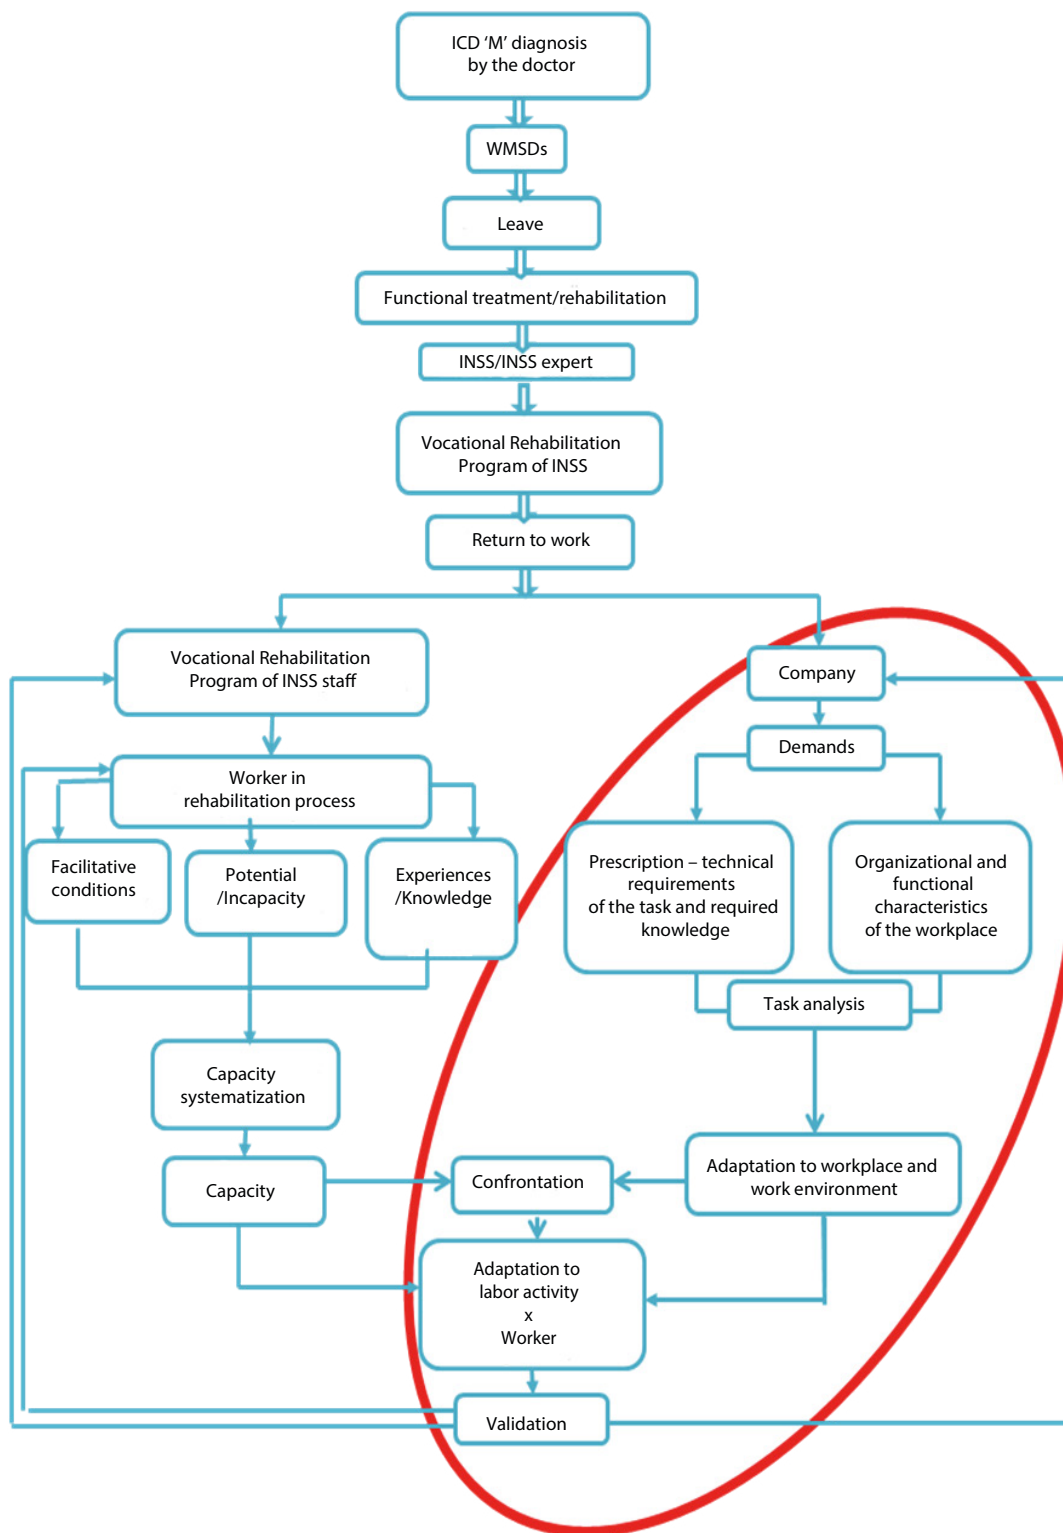 ICD ‘M’ diagnosis
by the doctor
WMSDs
Leave
Functional treatment/rehabilitation
INSS/INSS expert
Vocational Rehabilitation
Program of INSS
Return to work
Vocational Rehabilitation
Program of INSS staff
Company
Demands
Worker in
rehabilitation process
Facilitative
conditions
Potential
/Incapacity
Experiences
/Knowledge
Prescription – technical
requirements
of the task and required
knowledge
Organizational and
functional
characteristics
of the workplace
Task analysis
Capacity
systematization
Capacity
Confrontation
Adaptation to workplace and
work environment
Adaptation to
labor activity
x
Worker
Validation